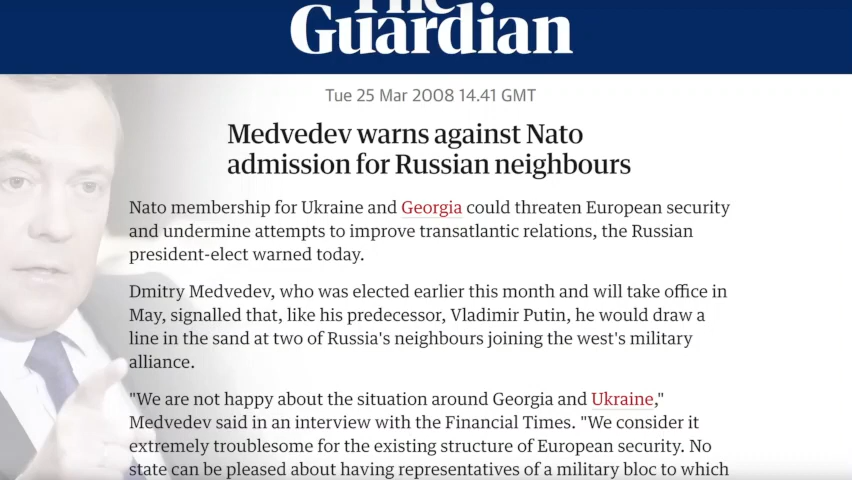 The
Guardian
Tue 25 Mar 2008 14.41 GMT
Medvedev warns against Nato
admission for Russian neighbours
Nato membership for Ukraine and Georgia could threaten European security
and undermine attempts to improve transatlantic relations, the Russian
president-elect warned today.
Dmitry Medvedev, who was elected earlier this month and will take office in
May, signalled that, like his predecessor, Vladimir Putin, he would draw a
line in the sand at two of Russia's neighbours joining the west's military
alliance.
"We are not happy about the situation around Georgia and Ukraine,"
Medvedev said in an interview with the Financial Times. "We consider it
extremely troublesome for the existing structure of European security. No
state can be pleased about having representatives of a military bloc to which